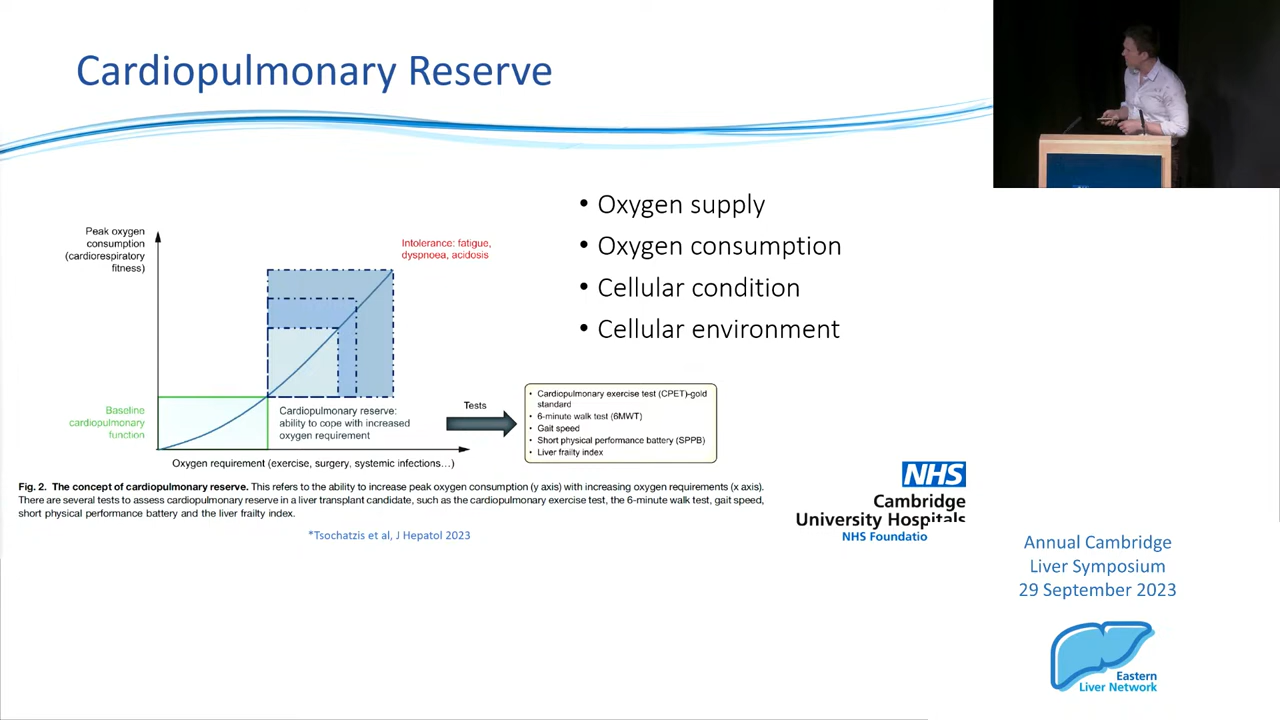 Cardiopulmonary Reserve
Peak oxygen
consumption
(cardiorespiratory
fitness)
Intolerance: fatigue,
dyspnoea, acidosis
Baseline
cardiopulmonary
function
Cardiopulmonary reserve:
ability to cope with increased
oxygen requirement
Oxygen requirement (exercise, surgery, systemic infections…)
Tests
• Cardiopulmonary exercise test (CPET)-gold
standard
• 6-minute walk test (6MWT)
• Gait speed
• Short physical performance battery (SPPB)
• Liver frailty index
• Oxygen supply
• Oxygen consumption
• Cellular condition
• Cellular environment
Fig. 2. The concept of cardiopulmonary reserve. This refers to the ability to increase peak oxygen consumption (y axis) with increasing oxygen requirements (x axis).
There are several tests to assess cardiopulmonary reserve in a liver transplant candidate, such as the cardiopulmonary exercise test, the 6-minute walk test, gait speed,
short physical performance battery and the liver frailty index.
*Tsochatzis et al, J Hepatol 2023
NHS
Cambridge
University Hospitals
NHS Foundatio
Annual Cambridge
Liver Symposium
29 September 2023
Eastern
Liver Network